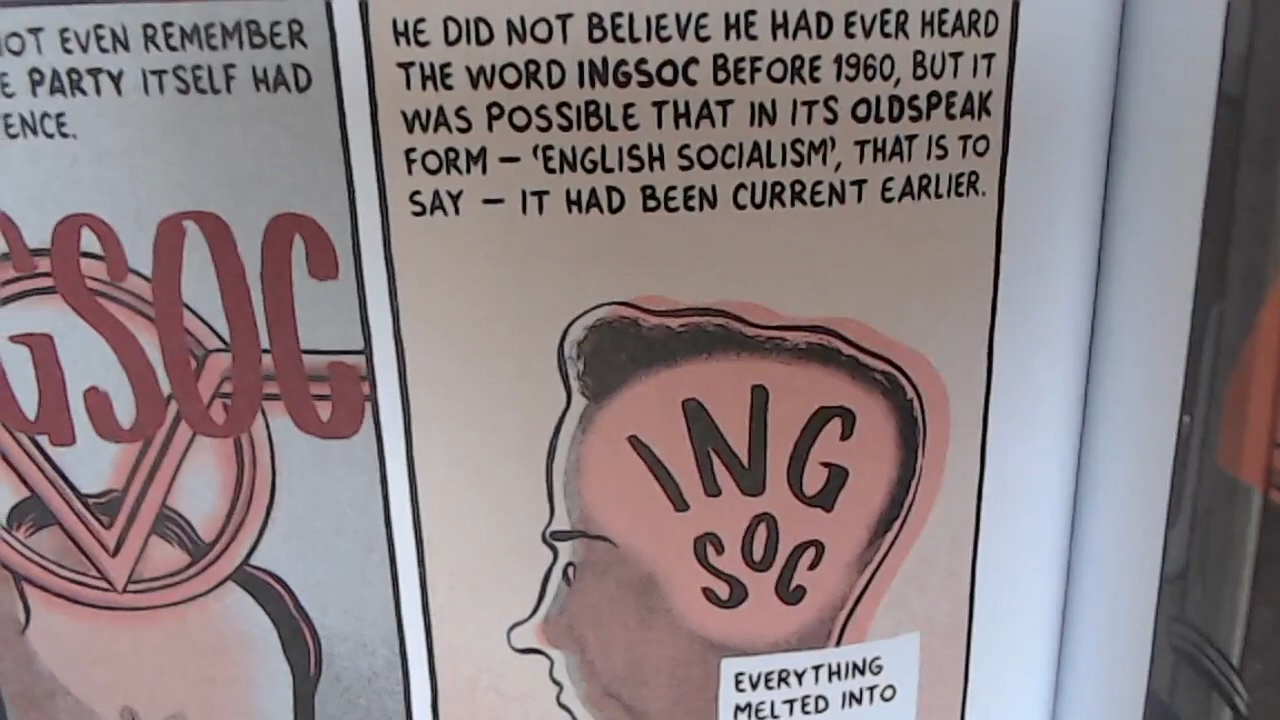 OT EVEN REMEMBER
E PARTY ITSELF HAD
ENCE.
GSOC
HE DID NOT BELIEVE HE HAD EVER HEARD
THE WORD INGSOC BEFORE 1960, BUT IT
WAS POSSIBLE THAT IN ITS OLDSPEAK
FORM – ‘ENGLISH SOCIALISM’, THAT IS TO
SAY – IT HAD BEEN CURRENT EARLIER.
ING
SOC
EVERYTHING
MELTED INTO